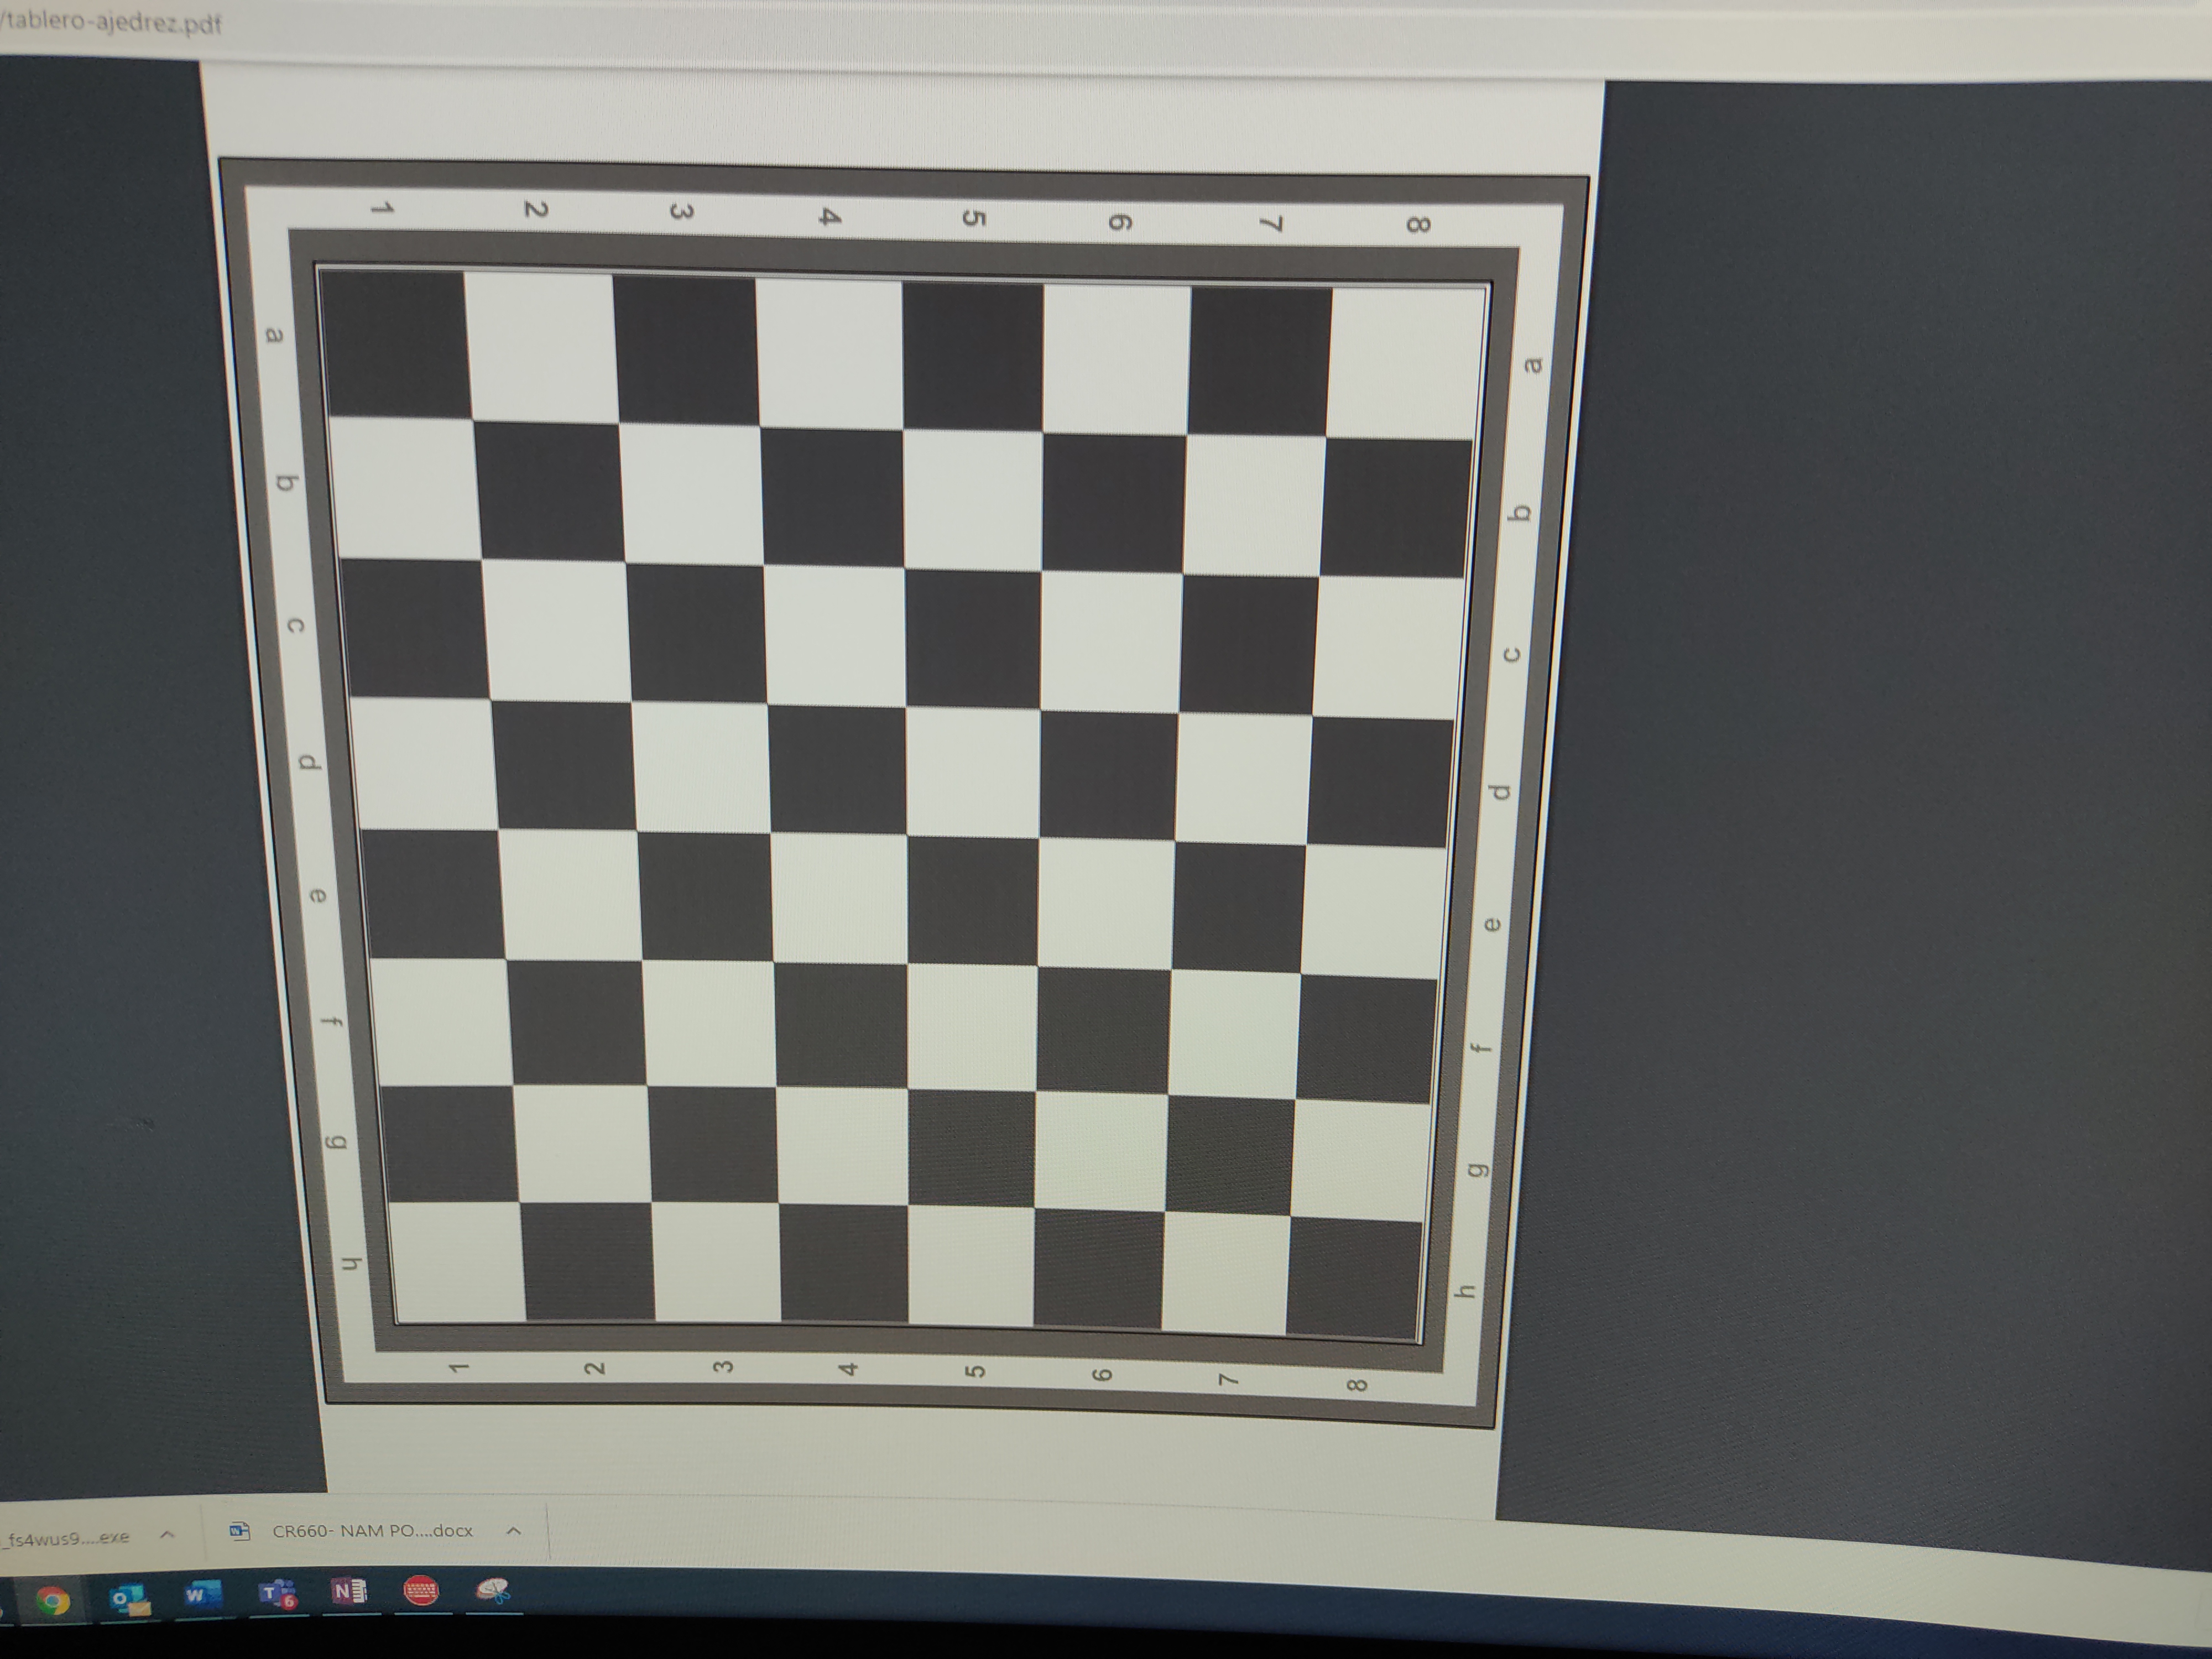 /tablero-ajedrez.pdf
1 2 3 4 5 6 7 8
a a
b b
c c
d d
e e
f f
g g
h h
1 2 3 4 5 6 7 8
_fs4wus9....exe
CR660- NAM PO....docx
O W T 6 N